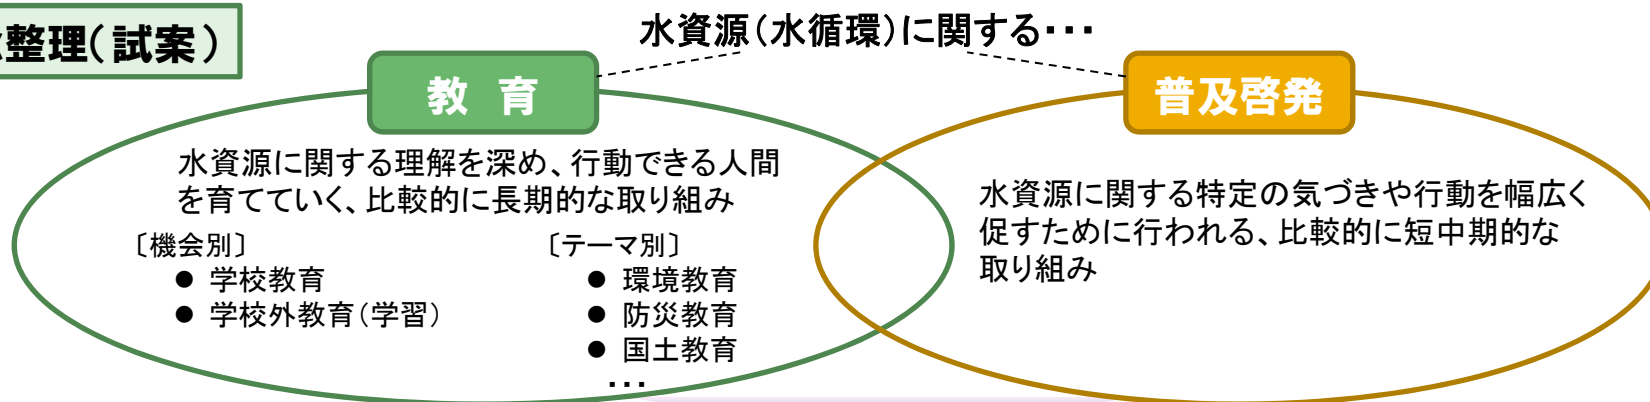 整理(試案)
水資源(水循環)に関する・・・
教 育
普及啓発
水資源に関する理解を深め、行動できる人間
を育てていく、比較的に長期的な取り組み
〔機会別〕
● 学校教育
● 学校外教育(学習)
〔テーマ別〕
● 環境教育
● 防災教育
● 国土教育
・・・
水資源に関する特定の気づきや行動を幅広く
促すために行われる、比較的に短中期的な
取り組み